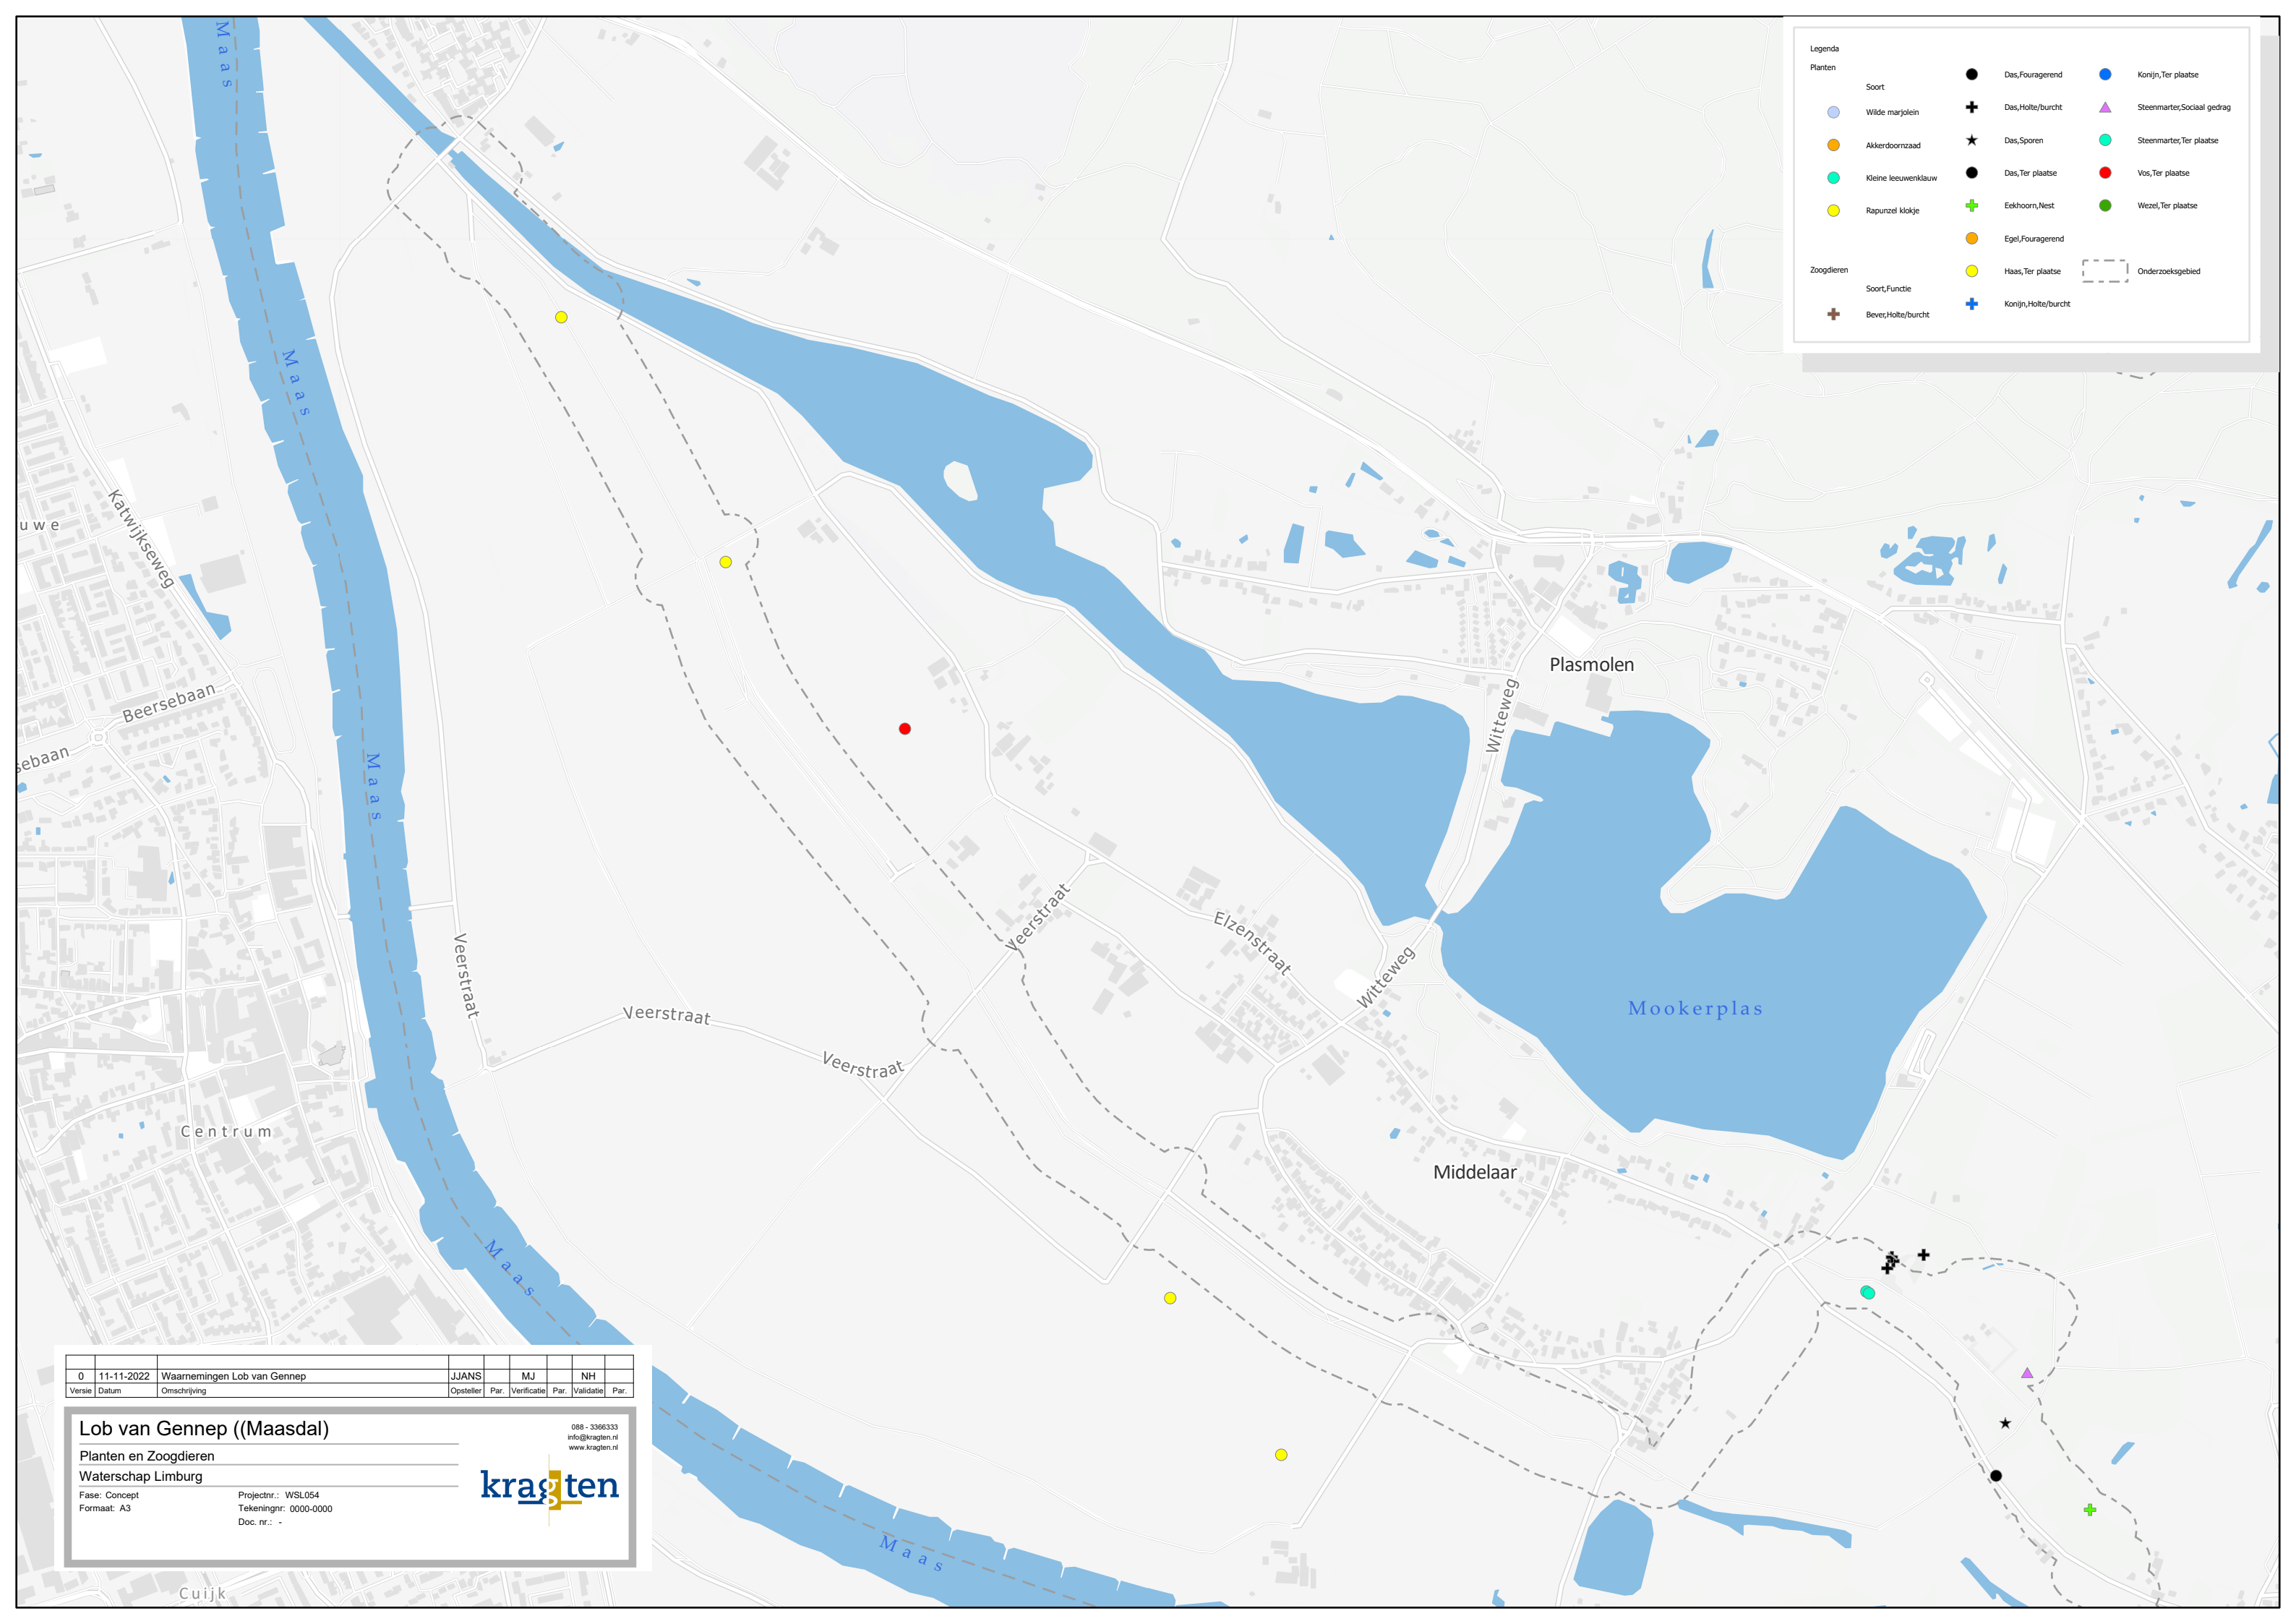 Legenda
Planten
Soort
Wilde marjolein
Akkerdoornzaad
Kleine leeuwenklauw
Rapunzel klokje
Zoogdieren
Soort,Functie
Bever,Holte/burcht
Das,Fouragerend
Das,Holte/burcht
Das,Sporen
Das,Ter plaatse
Eekhoorn,Nest
Egel,Fouragerend
Haas,Ter plaatse
Konijn,Holte/burcht
Konijn,Ter plaatse
Steenmarter,Sociaal gedrag
Steenmarter,Ter plaatse
Vos,Ter plaatse
Wezel,Ter plaatse
Onderzoeksgebied
Maas
Maas
uwe
Katwijkseweg
Plasmolen
Witteweg
Beersebaan
sebaan
Maas
Veerstraat
Elzenstraat
Veerstraat
Witteweg
Mookerplas
Veerstraat
Veerstraat
Centrum
Middelaar
Maas
Maas
Cuijk
0 11-11-2022 Waarnemingen Lob van Gennep JJANS MJ NH
Versie Datum Omschrijving Opsteller Par. Verificatie Par. Validatie Par.
Lob van Gennep ((Maasdal)
088 - 3366333
info@kragten.nl
www.kragten.nl
Planten en Zoogdieren
Waterschap Limburg
kragten
Fase: Concept Projectnr.: WSL054
Formaat: A3 Tekeningnr: 0000-0000
Doc. nr.: -